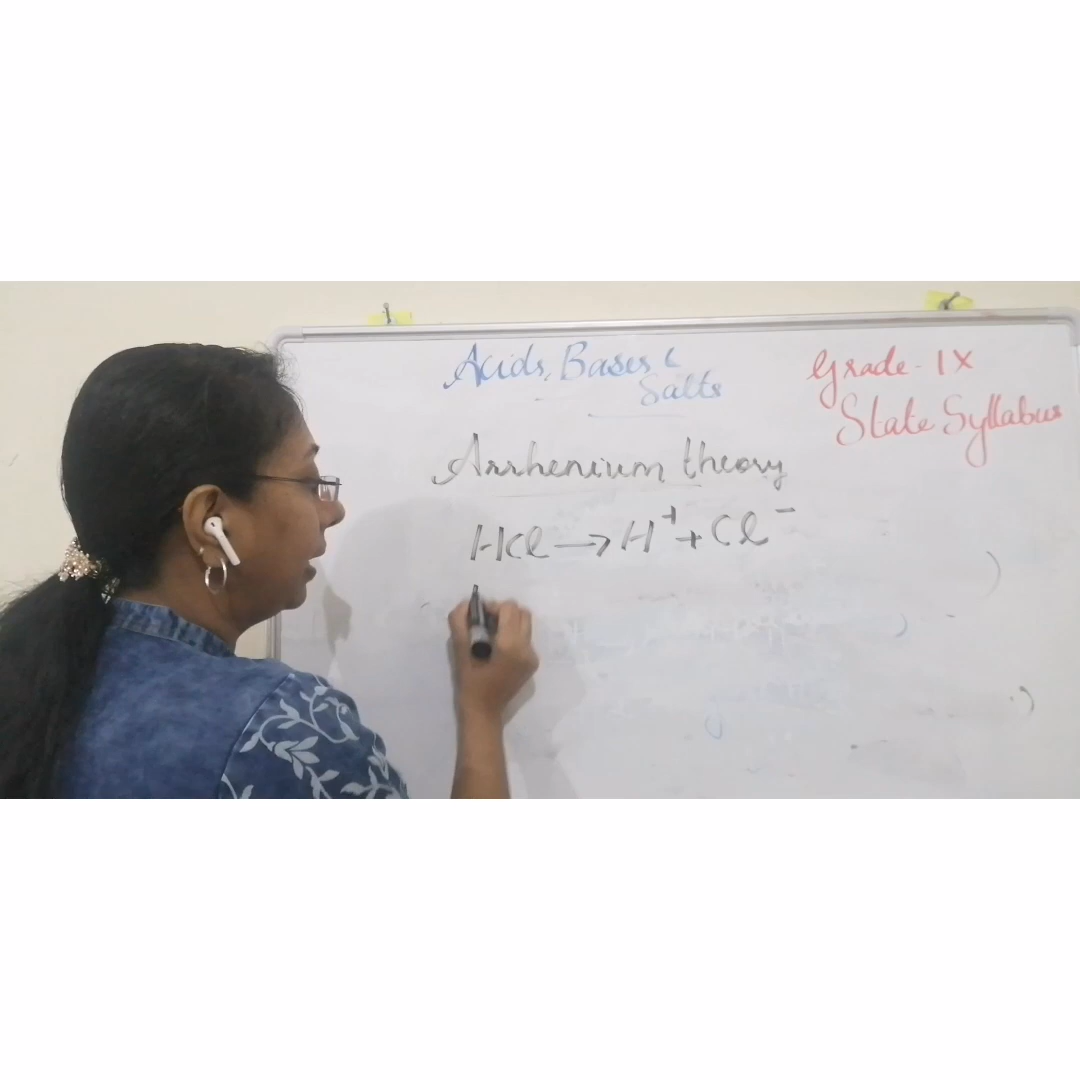 Acids, Bases &
Salts
Grade - IX
State Syllabus
Arrhenium theory
HCl → H⁺ + Cl⁻